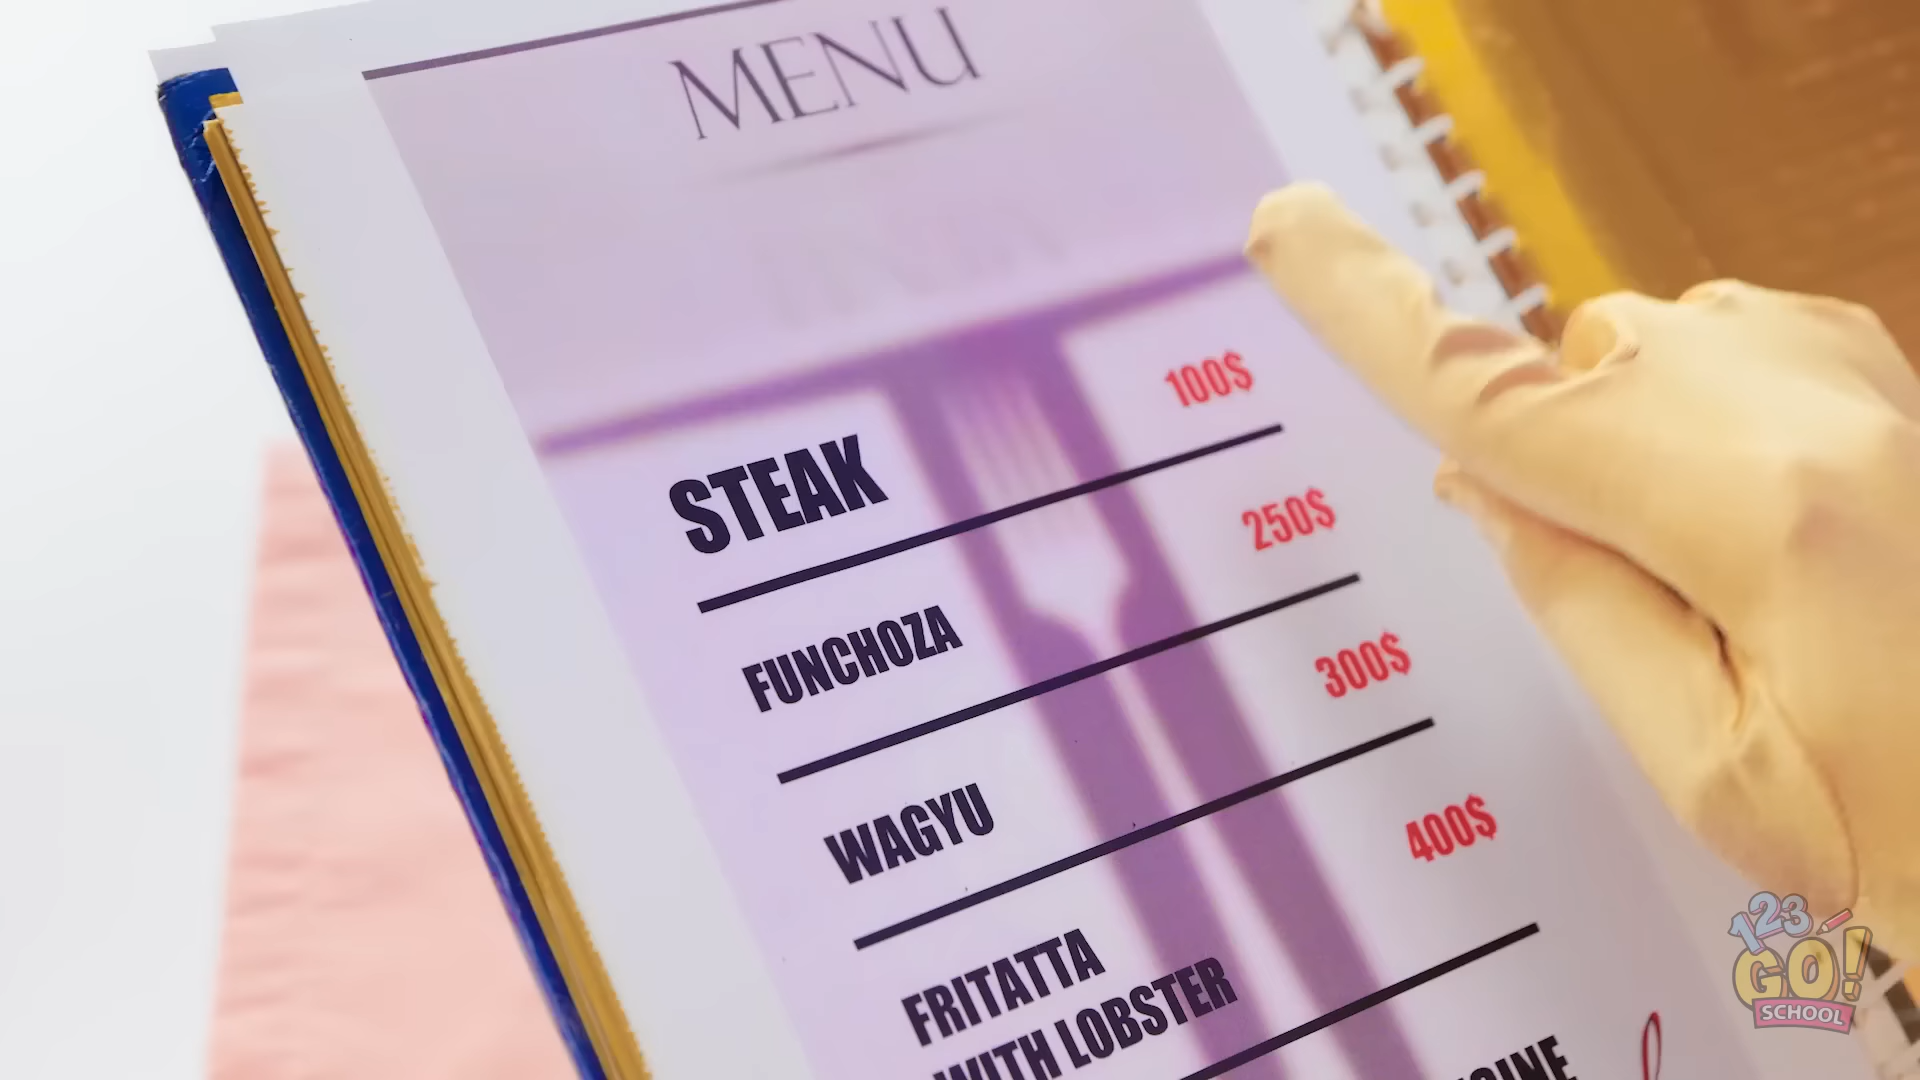 MENU
STEAK 100$
FUNCHOZA 250$
WAGYU 300$
FRITATTA 400$
WITH LOBSTER
123
GO!
SCHOOL